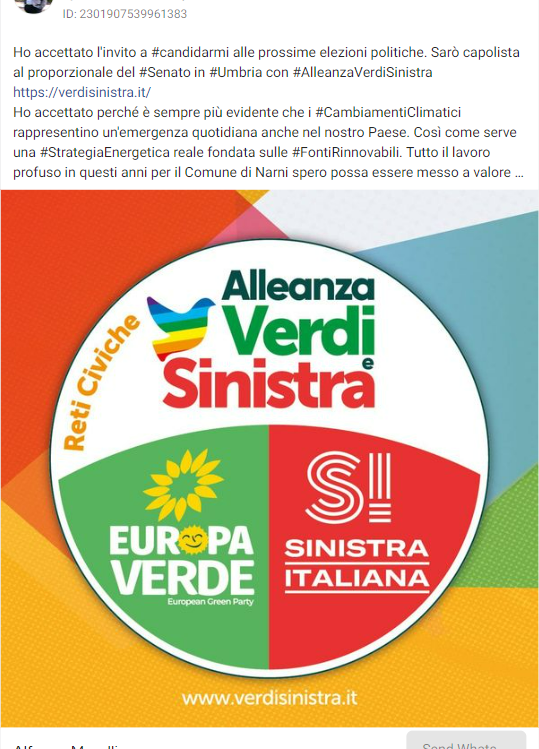 ID: 2301907539961383
Ho accettato l'invito a #candidarmi alle prossime elezioni politiche. Sarò capolista
al proporzionale del #Senato in #Umbria con #AlleanzaVerdiSinistra
https://verdisinistra.it/
Ho accettato perché è sempre più evidente che i #CambiamentiClimatici
rappresentino un'emergenza quotidiana anche nel nostro Paese. Così come serve
una #StrategiaEnergetica reale fondata sulle #FontiRinnovabili. Tutto il lavoro
profuso in questi anni per il Comune di Narni spero possa essere messo a valore ...
Reti Civiche
Alleanza
Verdi
e
Sinistra
EUROPA
VERDE
European Green Party
SI
SINISTRA
ITALIANA
www.verdisinistra.it
Send Whats